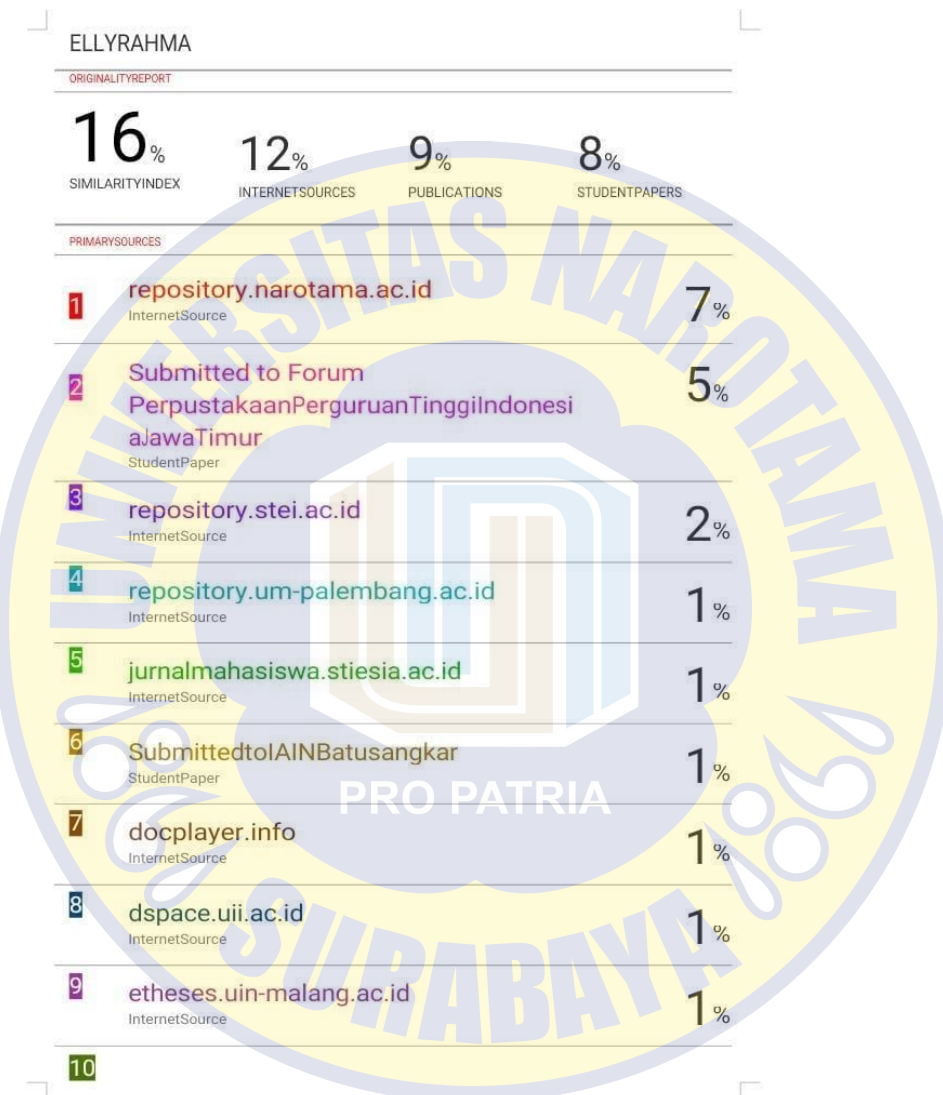 ELLYRAHMA
ORIGINALITYREPORT
16%
SIMILARITYINDEX
12%
INTERNETSOURCES
9%
PUBLICATIONS
8%
STUDENTPAPERS
PRIMARYSOURCES
1
repository.narotama.ac.id
InternetSource
7%
2
Submitted to Forum
PerpustakaanPerguruanTinggiIndonesi
aJawaTimur
StudentPaper
5%
3
repository.stei.ac.id
InternetSource
2%
4
repository.um-palembang.ac.id
InternetSource
1%
5
jurnalmahasiswa.stiesia.ac.id
InternetSource
1%
6
SubmittedtoIAINBatusangkar
StudentPaper
1%
7
docplayer.info
InternetSource
1%
8
dspace.uii.ac.id
InternetSource
1%
9
etheses.uin-malang.ac.id
InternetSource
1%
10
UNIVERSITAS NAROTAMA
PRO PATRIA
SURABAYA